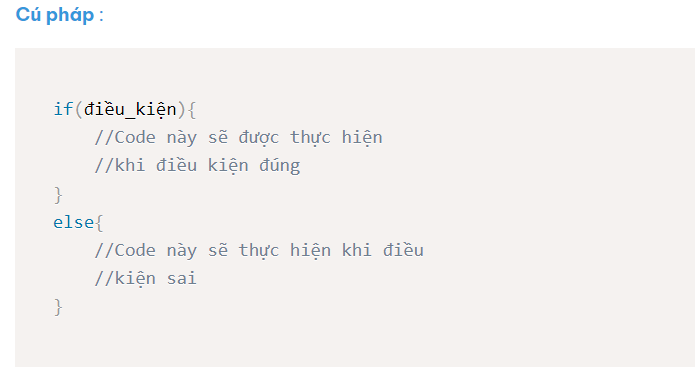 Cú pháp :
if(điều_kiện){
    //Code này sẽ được thực hiện
    //khi điều kiện đúng
}
else{
    //Code này sẽ thực hiện khi điều
    //kiện sai
}